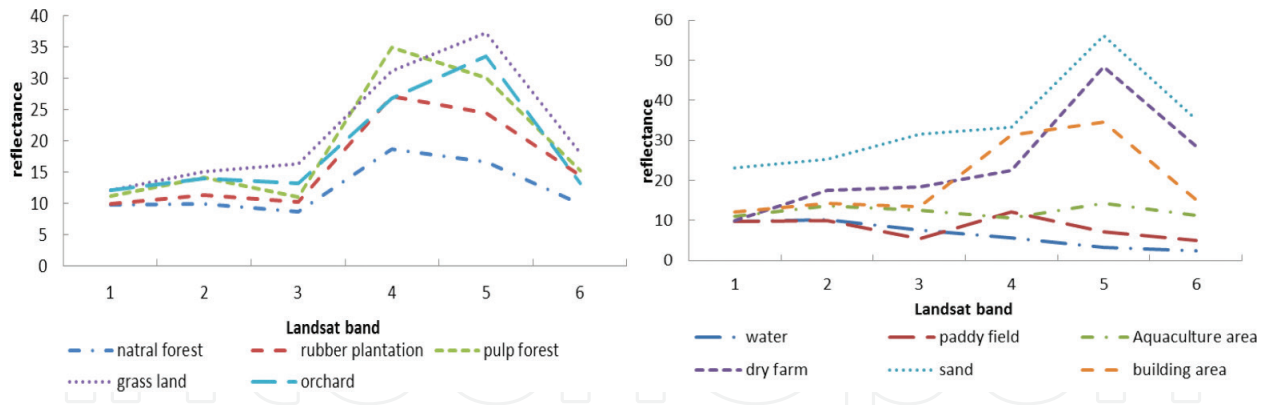 40
35
30
25
20
15
10
5
0
reflectance
1 2 3 4 5 6
Landsat band
natral forest rubber plantation pulp forest
grass land orchard
60
50
40
30
20
10
0
reflectance
1 2 3 4 5 6
Landsat band
water paddy field Aquaculture area
dry farm sand building area